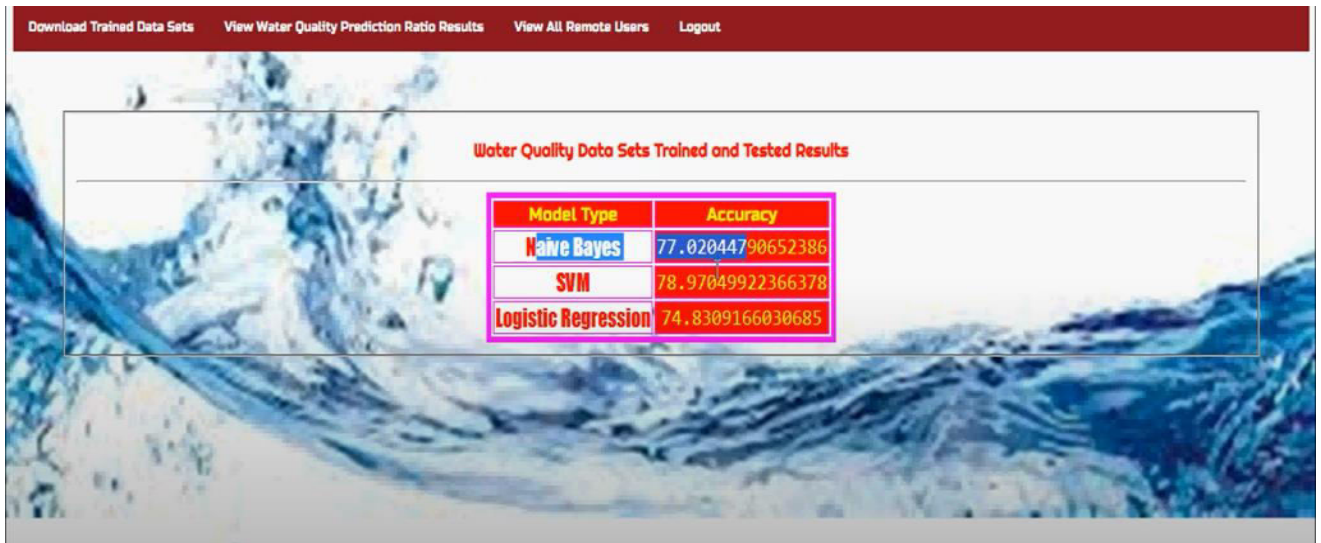 Download Trained Data Sets View Water Quality Prediction Ratio Results View All Remote Users Logout
Water Quality Data Sets Trained and Tested Results
Model Type Accuracy
Naive Bayes 77.02044790652386
SVM 78.97049922366378
Logistic Regression 74.8309166030685